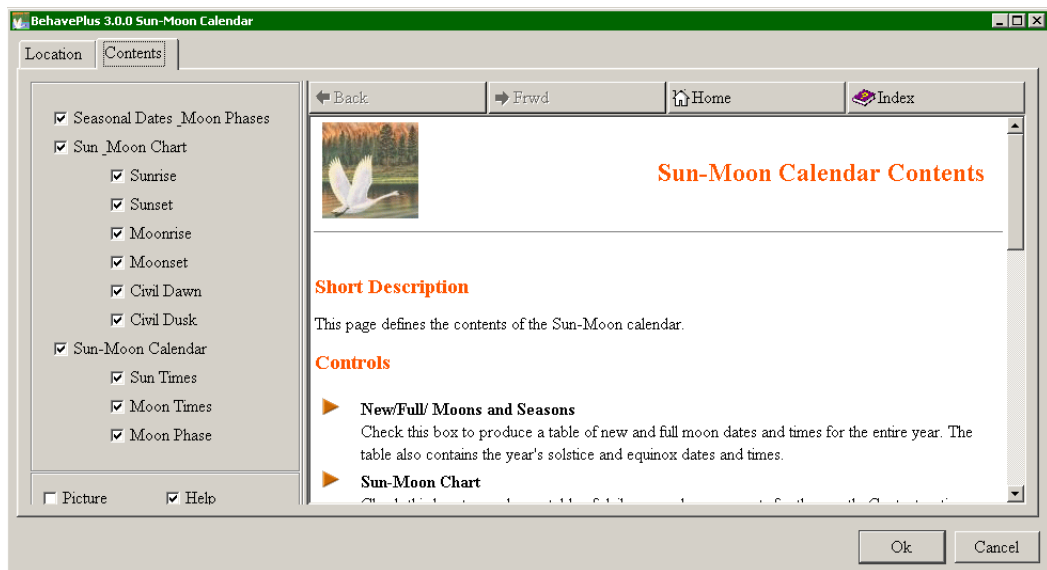 BehavePlus 3.0.0 Sun-Moon Calendar
Location
Contents
Seasonal Dates _Moon Phases
Sun _Moon Chart
Sunrise
Sunset
Moonrise
Moonset
Civil Dawn
Civil Dusk
Sun-Moon Calendar
Sun Times
Moon Times
Moon Phase
Picture
Help
Back
Frwd
Home
Index
Sun-Moon Calendar Contents
Short Description
This page defines the contents of the Sun-Moon calendar.
Controls
New/Full/ Moons and Seasons
Check this box to produce a table of new and full moon dates and times for the entire year. The
table also contains the year's solstice and equinox dates and times.
Sun-Moon Chart
Ok
Cancel